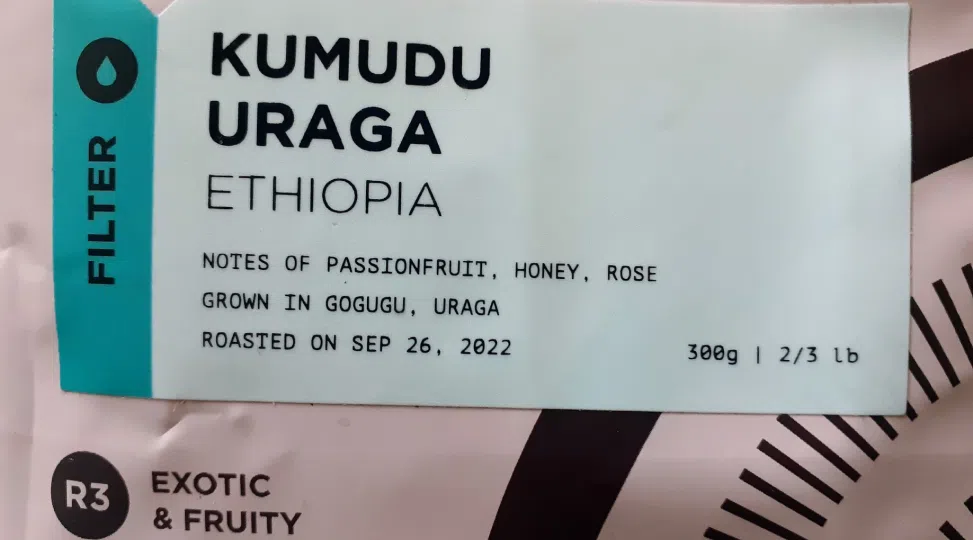 FILTER
KUMUDU
URAGA
ETHIOPIA
NOTES OF PASSIONFRUIT, HONEY, ROSE
GROWN IN GOGUGU, URAGA
ROASTED ON SEP 26, 2022
300g | 2/3 lb
R3
EXOTIC
& FRUITY